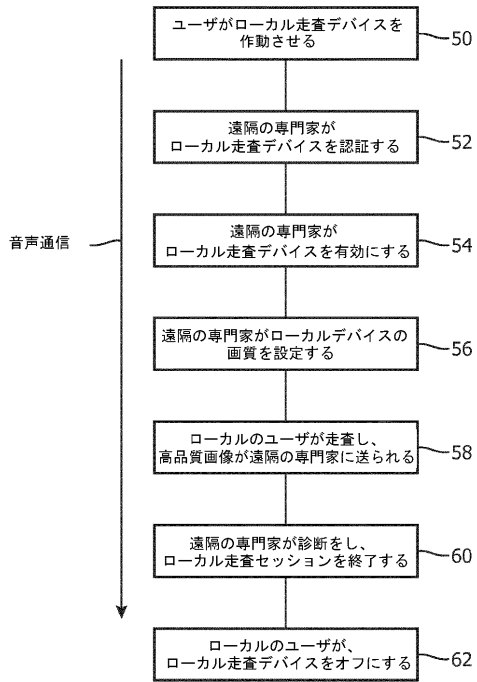 ユーザがローカル走査デバイスを
作動させる
50
遠隔の専門家が
ローカル走査デバイスを認証する
52
音声通信
遠隔の専門家が
ローカル走査デバイスを有効にする
54
遠隔の専門家がローカルデバイスの
画質を設定する
56
ローカルのユーザが走査し、
高品質画像が遠隔の専門家に送られる
58
遠隔の専門家が診断をし、
ローカル走査セッションを終了する
60
ローカルのユーザが、
ローカル走査デバイスをオフにする
62